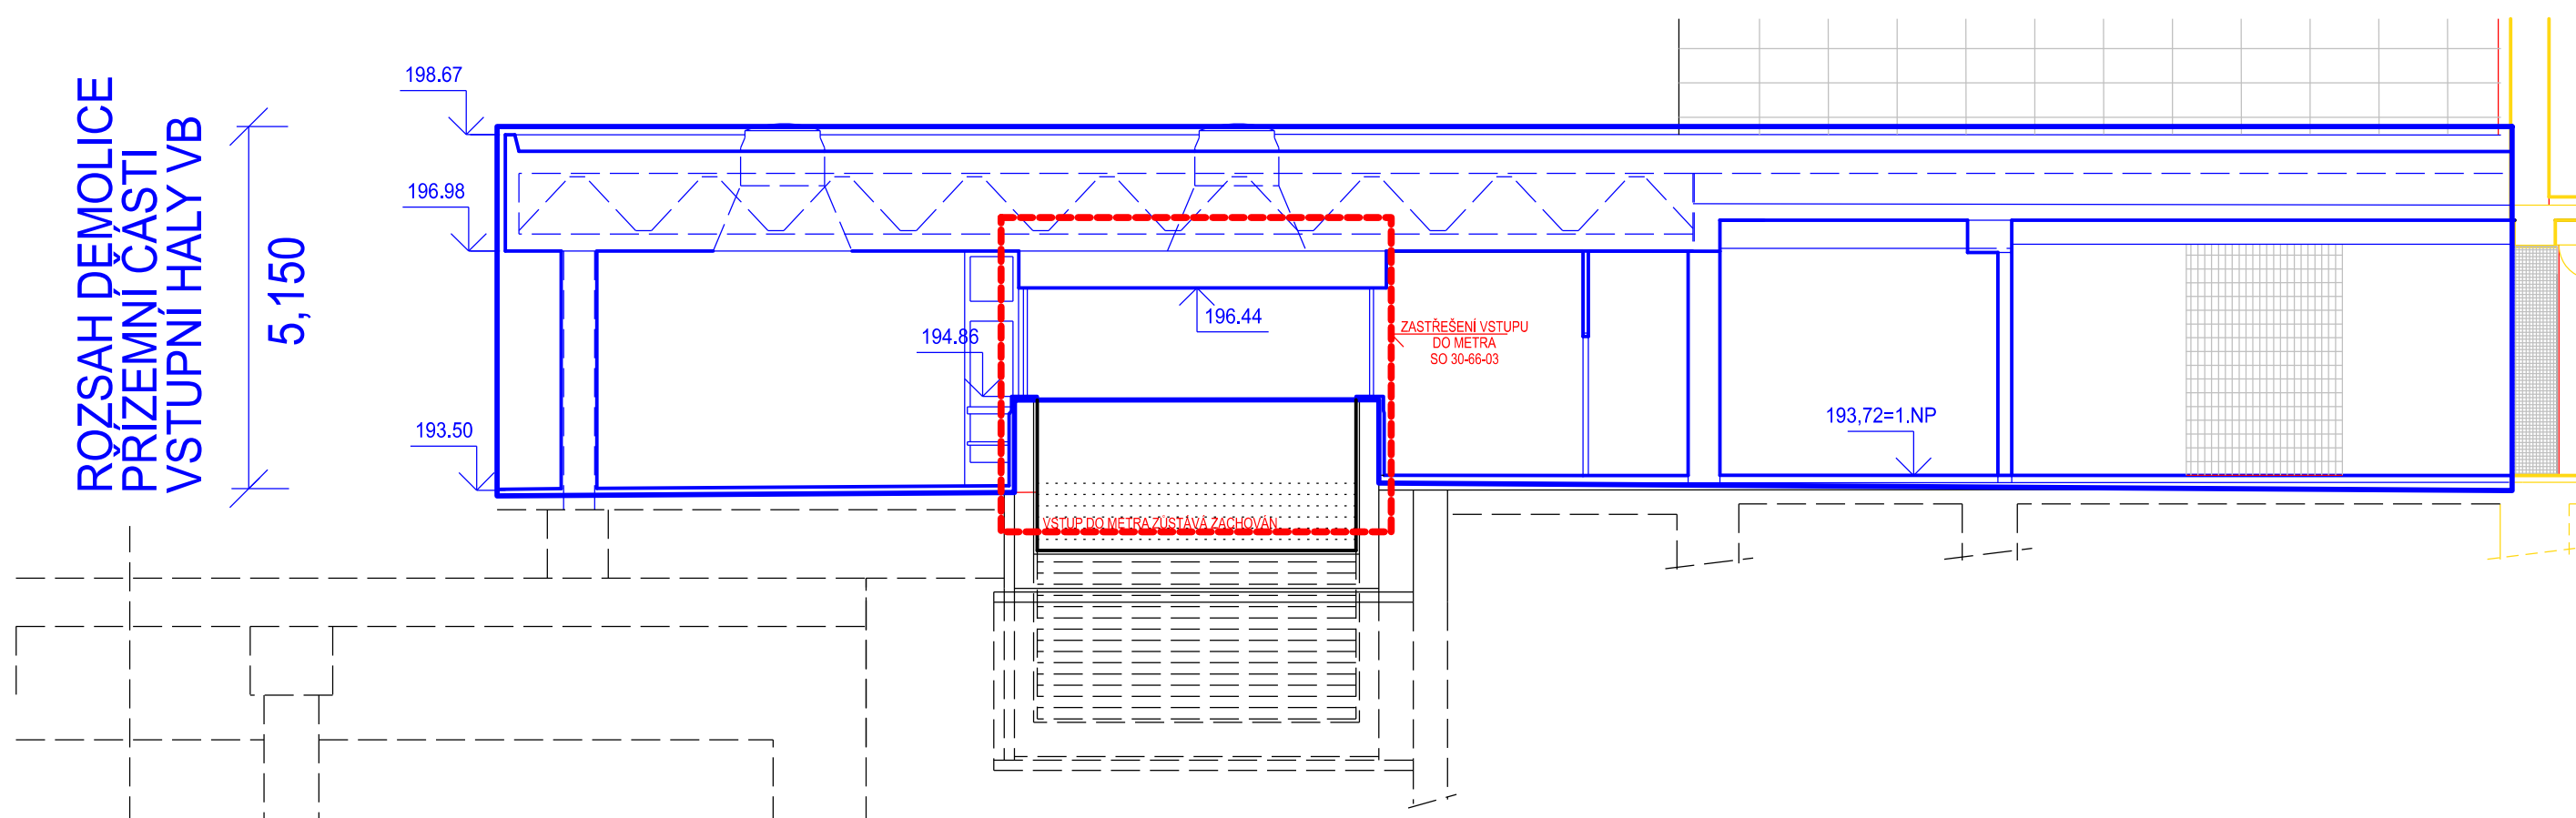 ROZSAH DEMOLICE
PŘÍZEMNÍ ČÁSTI
VSTUPNÍ HALY VB
5,150
198.67
196.98
193.50
194.86
196.44
ZASTŘEŠENÍ VSTUPU
DO METRA
SO 30-66-03
193,72=1.NP
VSTUP DO METRA ZŮSTÁVÁ ZACHOVÁN